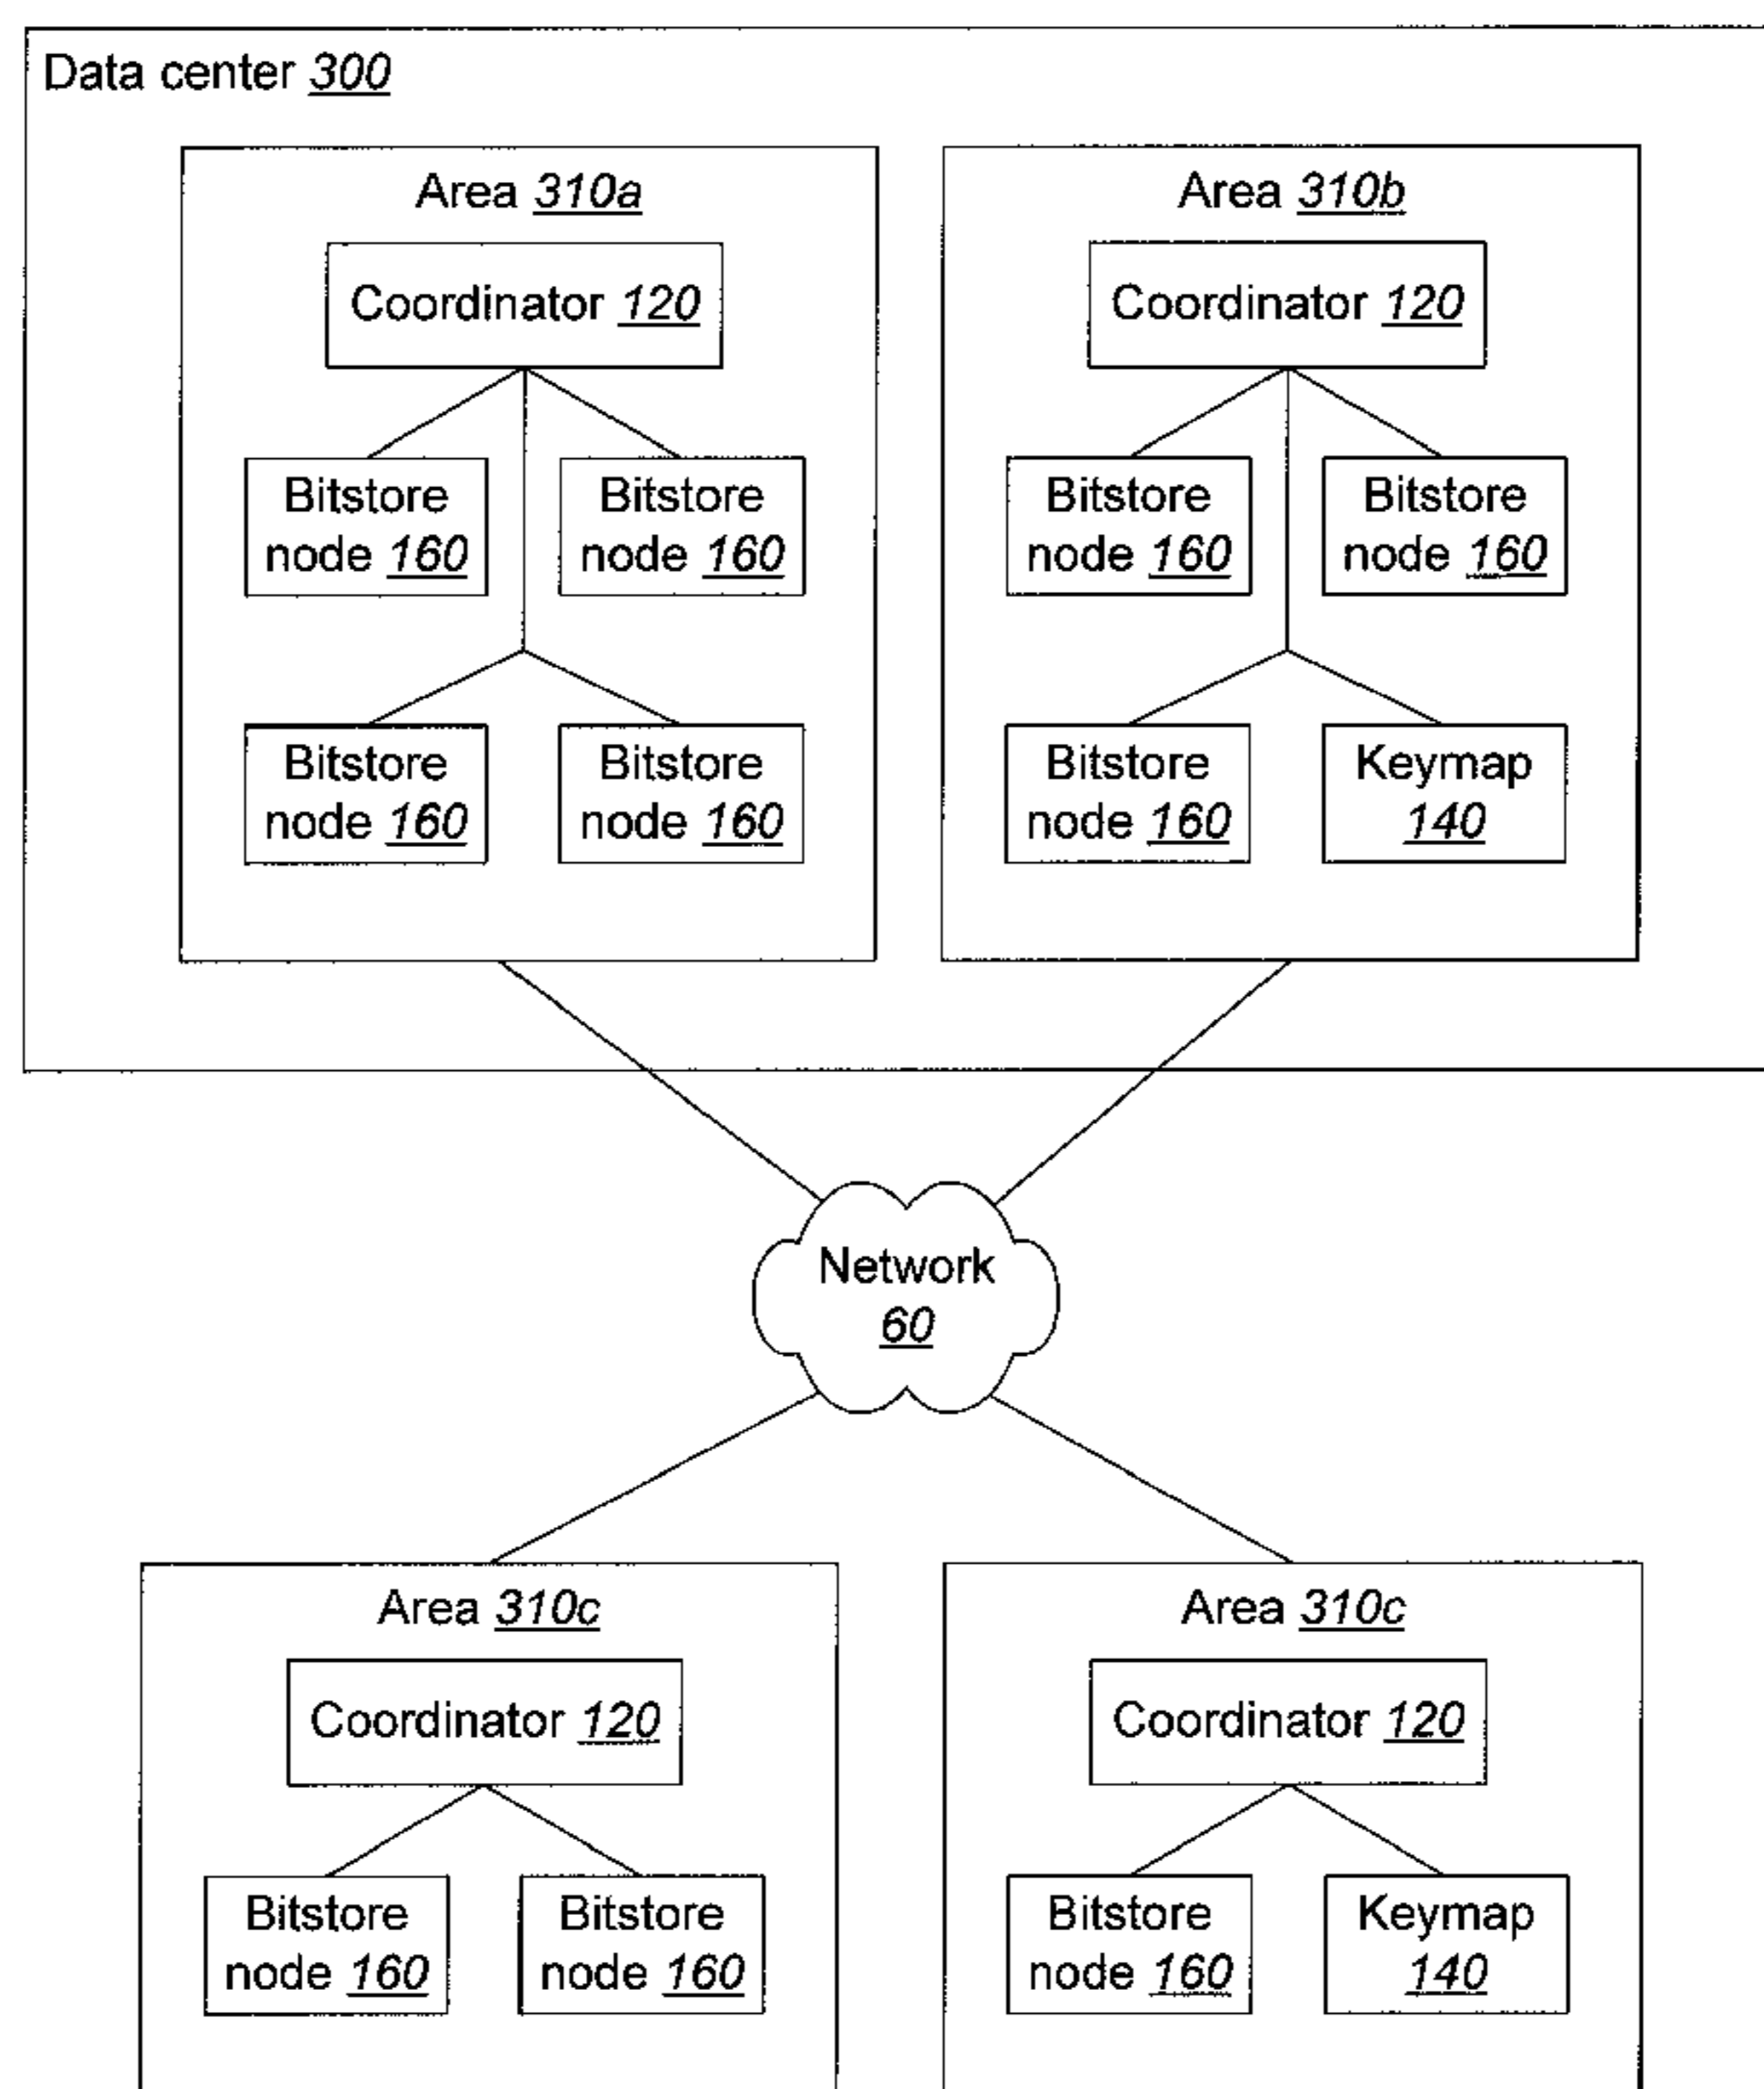 Data center 300
Area 310a
Coordinator 120
Bitstore
node 160
Bitstore
node 160
Bitstore
node 160
Bitstore
node 160
Area 310b
Coordinator 120
Bitstore
node 160
Bitstore
node 160
Bitstore
node 160
Keymap
140
Network
60
Area 310c
Coordinator 120
Bitstore
node 160
Bitstore
node 160
Area 310c
Coordinator 120
Bitstore
node 160
Keymap
140